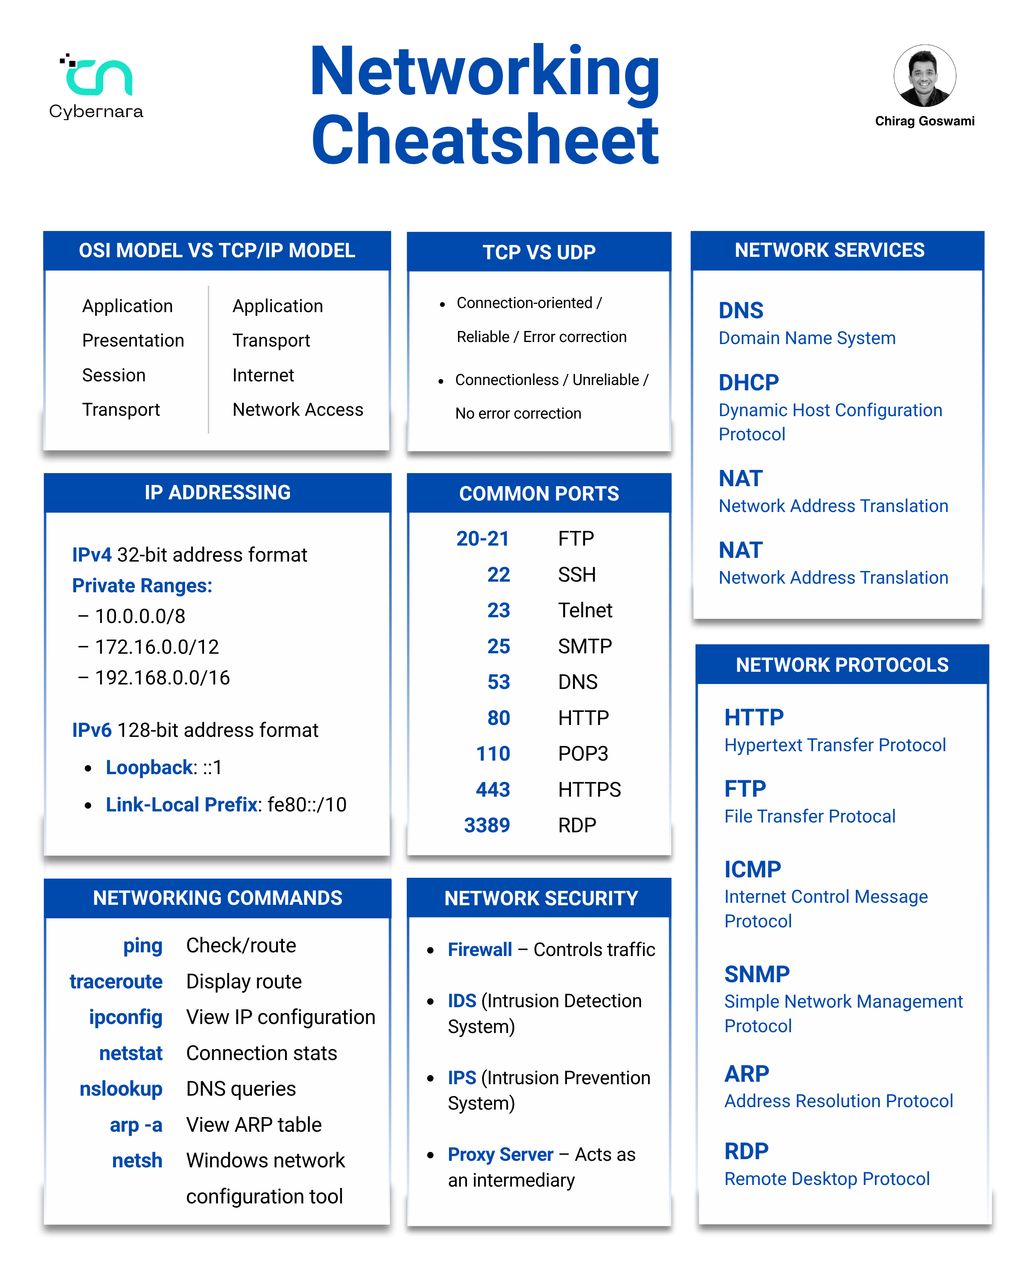 cn
Cybernara
Networking
Cheatsheet
Chirag Goswami
OSI MODEL VS TCP/IP MODEL
Application
Presentation
Session
Transport
Application
Transport
Internet
Network Access
TCP VS UDP
• Connection-oriented /
Reliable / Error correction
• Connectionless / Unreliable /
No error correction
NETWORK SERVICES
DNS
Domain Name System
DHCP
Dynamic Host Configuration
Protocol
NAT
Network Address Translation
NAT
Network Address Translation
IP ADDRESSING
IPv4 32-bit address format
Private Ranges:
– 10.0.0.0/8
– 172.16.0.0/12
– 192.168.0.0/16
IPv6 128-bit address format
• Loopback: ::1
• Link-Local Prefix: fe80::/10
COMMON PORTS
20-21 FTP
22 SSH
23 Telnet
25 SMTP
53 DNS
80 HTTP
110 POP3
443 HTTPS
3389 RDP
NETWORK PROTOCOLS
HTTP
Hypertext Transfer Protocol
FTP
File Transfer Protocal
ICMP
Internet Control Message
Protocol
SNMP
Simple Network Management
Protocol
ARP
Address Resolution Protocol
RDP
Remote Desktop Protocol
NETWORKING COMMANDS
ping Check/route
traceroute Display route
ipconfig View IP configuration
netstat Connection stats
nslookup DNS queries
arp -a View ARP table
netsh Windows network
configuration tool
NETWORK SECURITY
• Firewall – Controls traffic
• IDS (Intrusion Detection
System)
• IPS (Intrusion Prevention
System)
• Proxy Server – Acts as
an intermediary